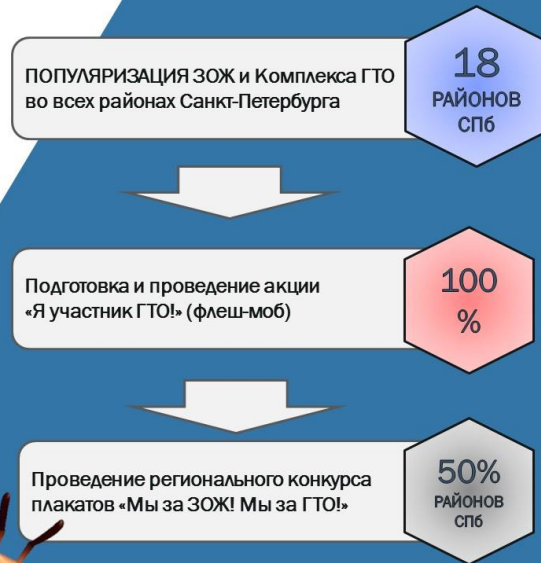 ПОПУЛЯРИЗАЦИЯ ЗОЖ и Комплекса ГТО
во всех районах Санкт-Петербурга
18
РАЙОНОВ
СПб
Подготовка и проведение акции
«Я участник ГТО!» (флеш-моб)
100
%
Проведение регионального конкурса
плакатов «Мы за ЗОЖ! Мы за ГТО!»
50%
РАЙОНОВ
СПб